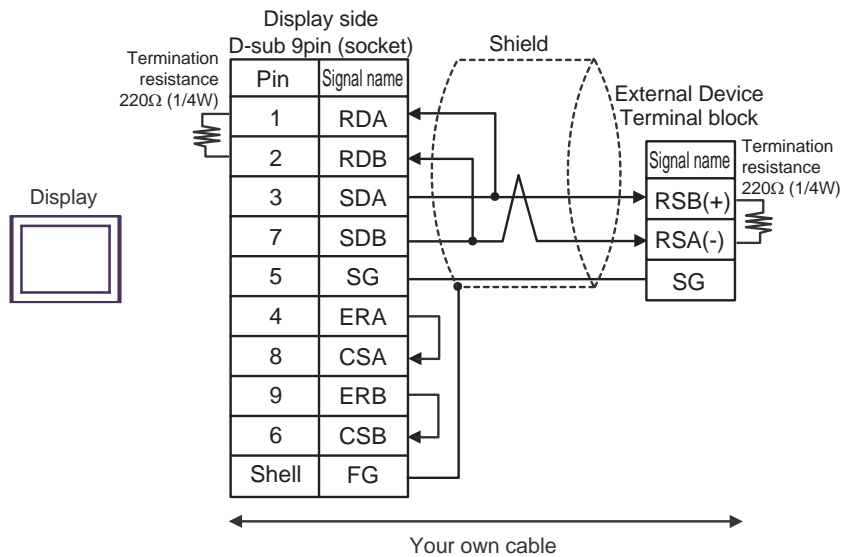 Display side
D-sub 9pin (socket)
Shield
Termination
resistance
220Ω (1/4W)
Pin Signal name
1 RDA
2 RDB
3 SDA
7 SDB
5 SG
4 ERA
8 CSA
9 ERB
6 CSB
Shell FG
Display
External Device
Terminal block
Signal name
RSB(+)
RSA(-)
SG
Termination
resistance
220Ω (1/4W)
Your own cable